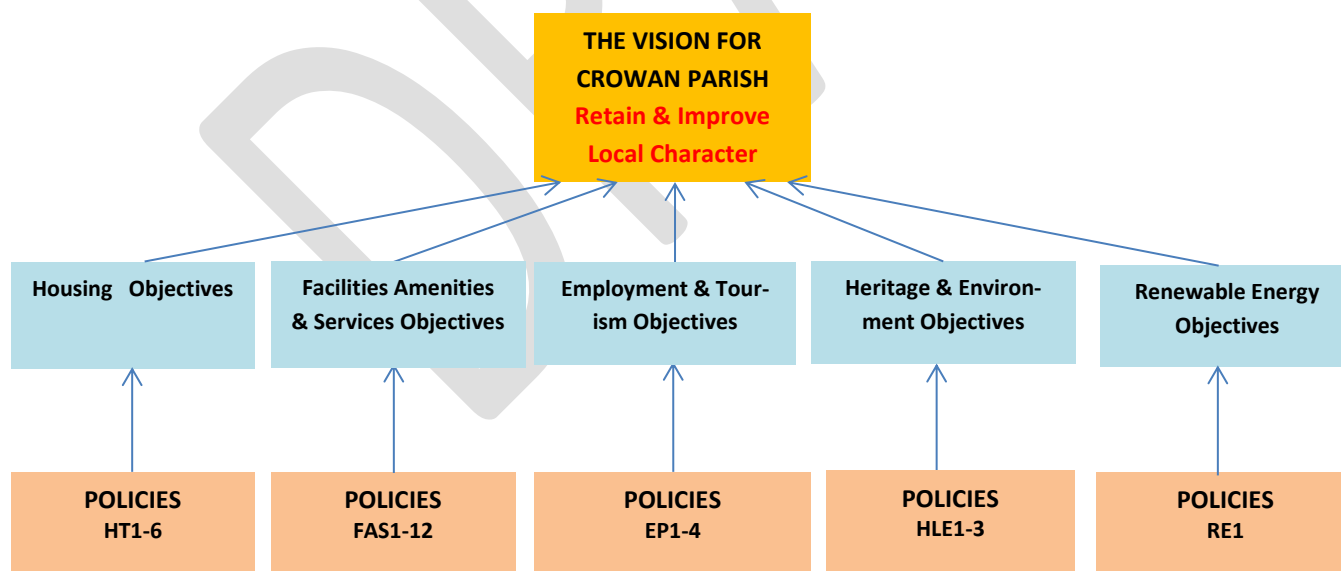 THE VISION FOR
CROWAN PARISH
Retain & Improve
Local Character
Housing Objectives
Facilities Amenities
& Services Objectives
Employment & Tour-
ism Objectives
Heritage & Environ-
ment Objectives
Renewable Energy
Objectives
POLICIES
HT1-6
POLICIES
FAS1-12
POLICIES
EP1-4
POLICIES
HLE1-3
POLICIES
RE1